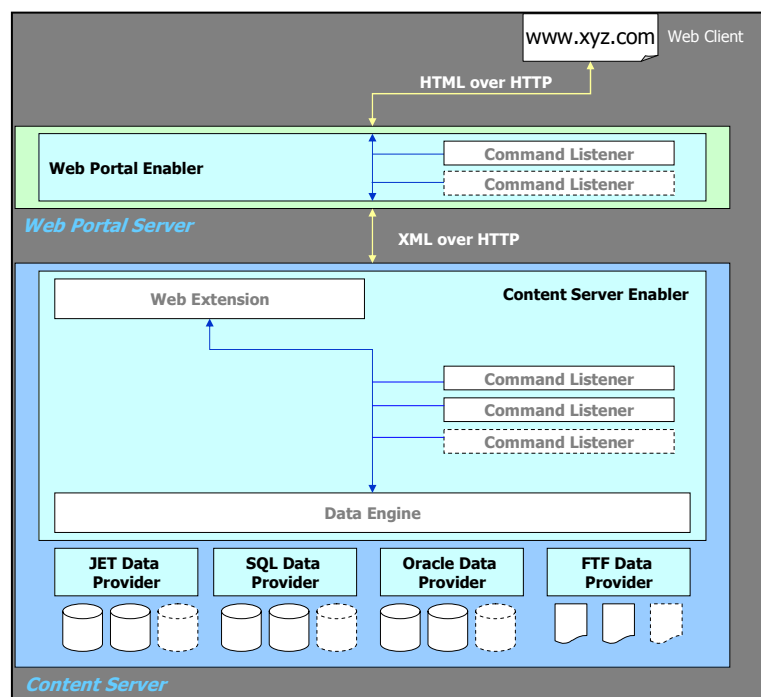 www.xyz.com
Web Client
HTML over HTTP
Command Listener
Web Portal Enabler
Command Listener
Web Portal Server
XML over HTTP
Web Extension
Content Server Enabler
Command Listener
Command Listener
Command Listener
Data Engine
JET Data
Provider
SQL Data
Provider
Oracle Data
Provider
FTF Data
Provider
Content Server